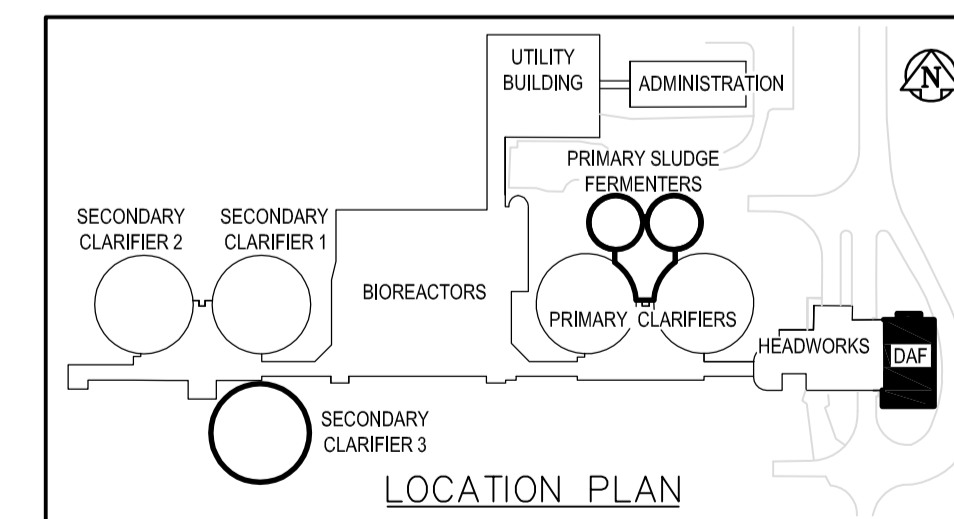 UTILITY
BUILDING
ADMINISTRATION
N
PRIMARY SLUDGE
FERMENTERS
SECONDARY
CLARIFIER 2
SECONDARY
CLARIFIER 1
BIOREACTORS
PRIMARY CLARIFIERS
HEADWORKS
DAF
SECONDARY
CLARIFIER 3
LOCATION PLAN